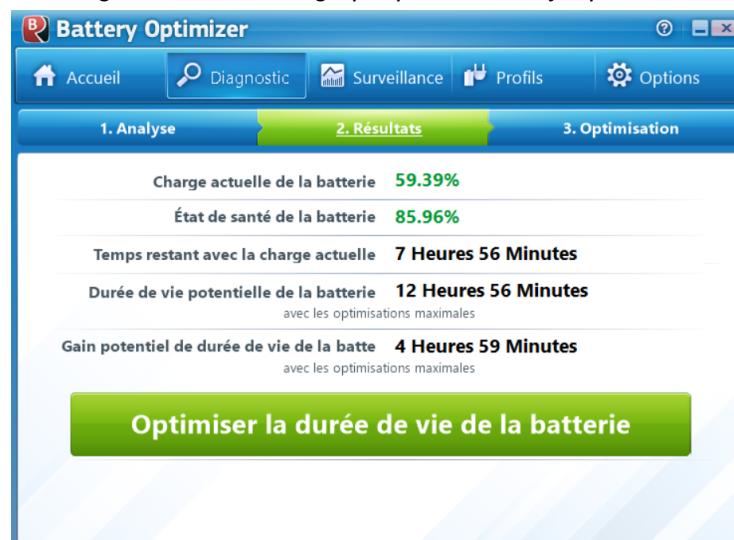 Battery Optimizer
Accueil Diagnostic Surveillance Profils Options
1. Analyse 2. Résultats 3. Optimisation
Charge actuelle de la batterie 59.39%
État de santé de la batterie 85.96%
Temps restant avec la charge actuelle 7 Heures 56 Minutes
Durée de vie potentielle de la batterie 12 Heures 56 Minutes
avec les optimisations maximales
Gain potentiel de durée de vie de la batte 4 Heures 59 Minutes
avec les optimisations maximales
Optimiser la durée de vie de la batterie